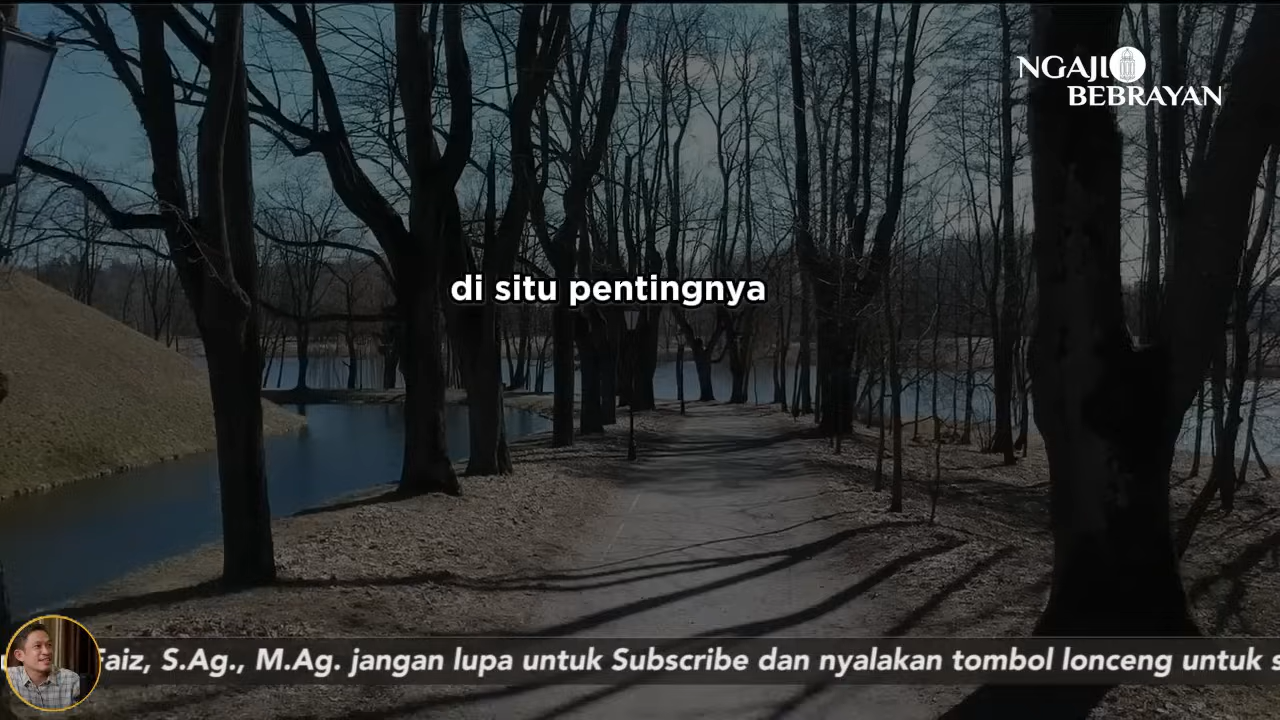 NGAJI
BEBRAYAN
di situ pentingnya
Faiz, S.Ag., M.Ag. jangan lupa untuk Subscribe dan nyalakan tombol lonceng untuk s